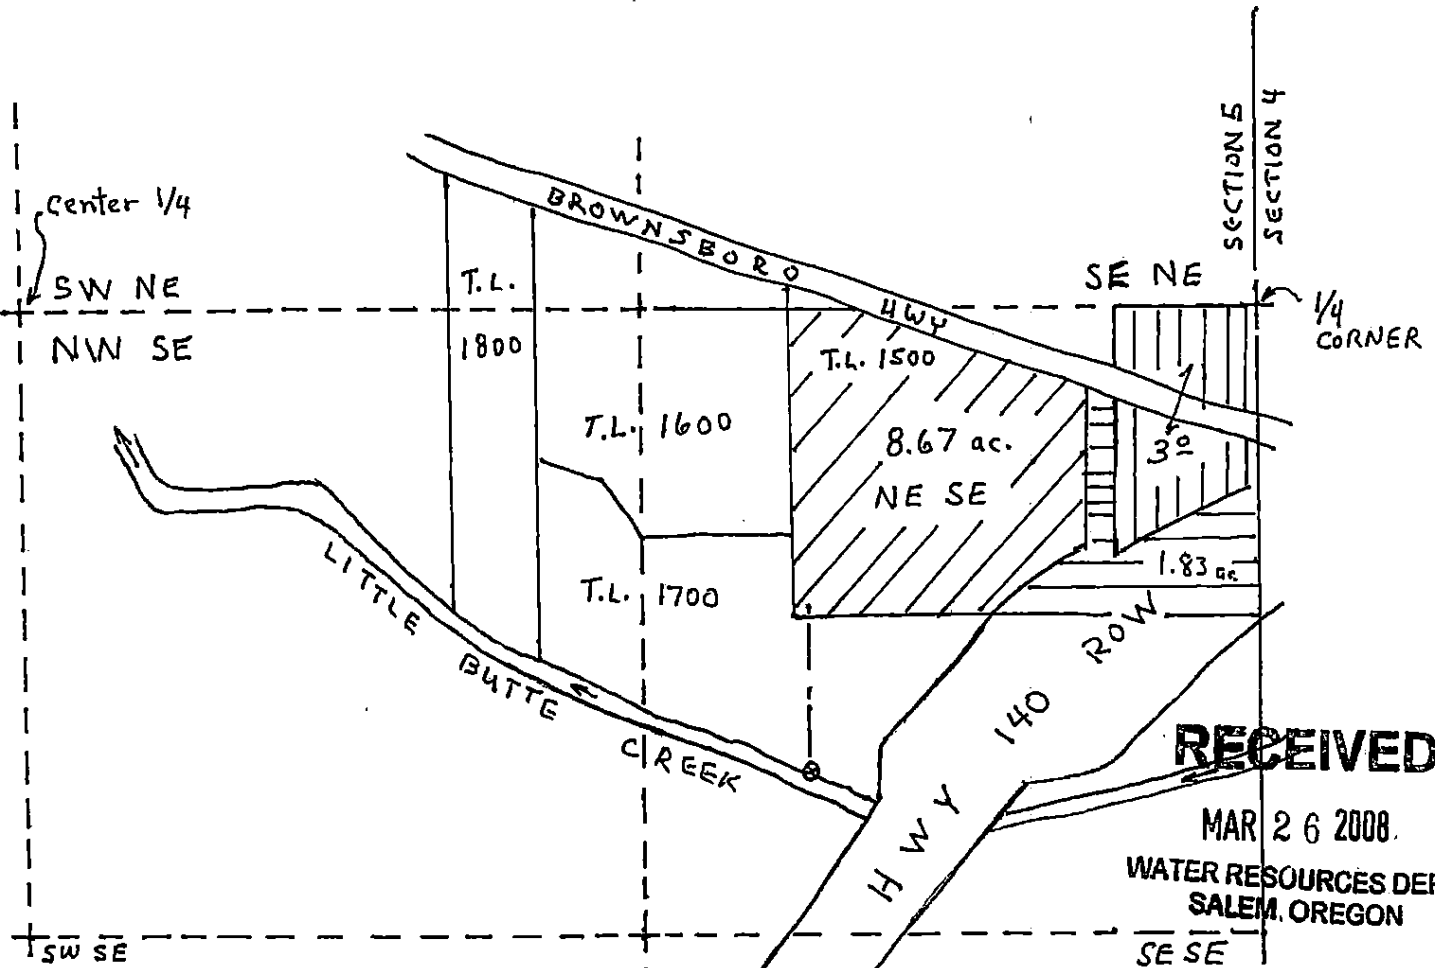 SECTION 5
SECTION 4
Center 1/4
SW NE
NW SE
T.L.
1800
BROWNSBORO HWY
SE NE
1/4
CORNER
T.L. 1500
T.L. 1600
8.67 ac.
NE SE
3º
1.83 ac
T.L. 1700
LITTLE BUTTE CREEK
HWY 140 ROW
RECEIVED
MAR 26 2008
WATER RESOURCES DE
SALEM, OREGON
SW SE
SE SE